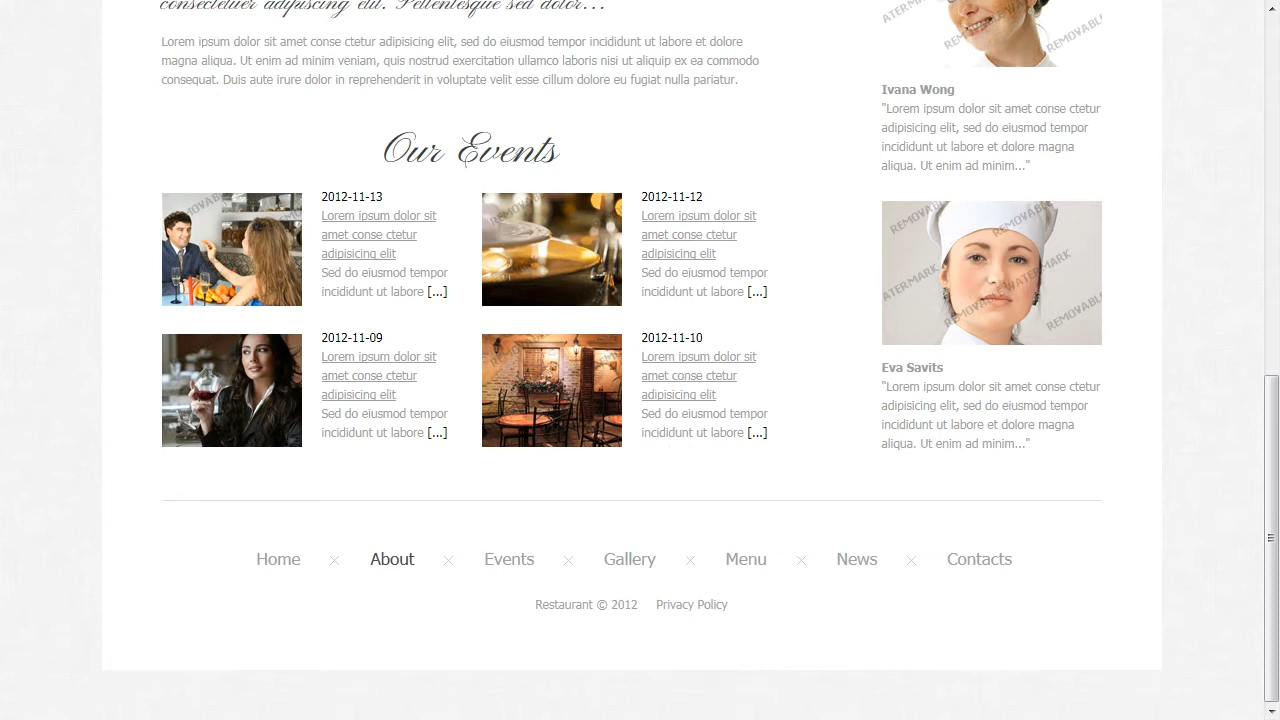 consectetuer adipiscing elit. Pellentesque sed dolor...
Lorem ipsum dolor sit amet conse ctetur adipisicing elit, sed do eiusmod tempor incididunt ut labore et dolore
magna aliqua. Ut enim ad minim veniam, quis nostrud exercitation ullamco laboris nisi ut aliquip ex ea commodo
consequat. Duis aute irure dolor in reprehenderit in voluptate velit esse cillum dolore eu fugiat nulla pariatur.
Our Events
2012-11-13
Lorem ipsum dolor sit
amet conse ctetur
adipisicing elit
Sed do eiusmod tempor
incididunt ut labore [...]
2012-11-12
Lorem ipsum dolor sit
amet conse ctetur
adipisicing elit
Sed do eiusmod tempor
incididunt ut labore [...]
2012-11-09
Lorem ipsum dolor sit
amet conse ctetur
adipisicing elit
Sed do eiusmod tempor
incididunt ut labore [...]
2012-11-10
Lorem ipsum dolor sit
amet conse ctetur
adipisicing elit
Sed do eiusmod tempor
incididunt ut labore [...]
Ivana Wong
"Lorem ipsum dolor sit amet conse ctetur
adipisicing elit, sed do eiusmod tempor
incididunt ut labore et dolore magna
aliqua. Ut enim ad minim..."
Eva Savits
"Lorem ipsum dolor sit amet conse ctetur
adipisicing elit, sed do eiusmod tempor
incididunt ut labore et dolore magna
aliqua. Ut enim ad minim..."
Home About Events Gallery Menu News Contacts
Restaurant © 2012 Privacy Policy